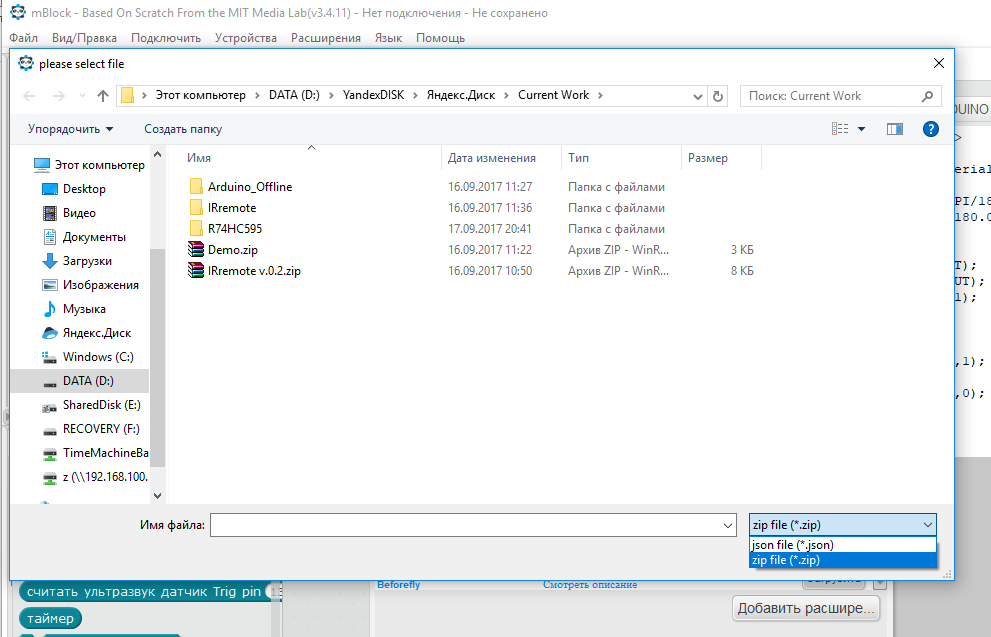 mBlock - Based On Scratch From the MIT Media Lab(v3.4.11) - Нет подключения - Не сохранено
Файл Вид/Правка Подключить Устройства Расширения Язык Помощь
please select file
Этот компьютер > DATA (D:) > YandexDISK > Яндекс.Диск > Current Work >
Поиск: Current Work
Упорядочить
Создать папку
Имя Дата изменения Тип Размер
Этот компьютер
Desktop
Видео
Документы
Загрузки
Изображения
Музыка
Яндекс.Диск
Windows (C:)
DATA (D:)
SharedDisk (E:)
RECOVERY (F:)
TimeMachineBa
z (\\192.168.100.
Arduino_Offline 16.09.2017 11:27 Папка с файлами
IRremote 16.09.2017 11:36 Папка с файлами
R74HC595 17.09.2017 20:41 Папка с файлами
Demo.zip 16.09.2017 11:22 Архив ZIP - WinR... 3 КБ
IRremote v.0.2.zip 16.09.2017 10:50 Архив ZIP - WinR... 8 КБ
DUINO
>
erial
PI/18
180.0
T);
UT);
1);
,1);
,0);
Имя файла:
zip file (*.zip)
json file (*.json)
zip file (*.zip)
считать ультразвук датчик Trig pin 13
таймер
Beforefly
Смотреть описание
Добавить расшире...